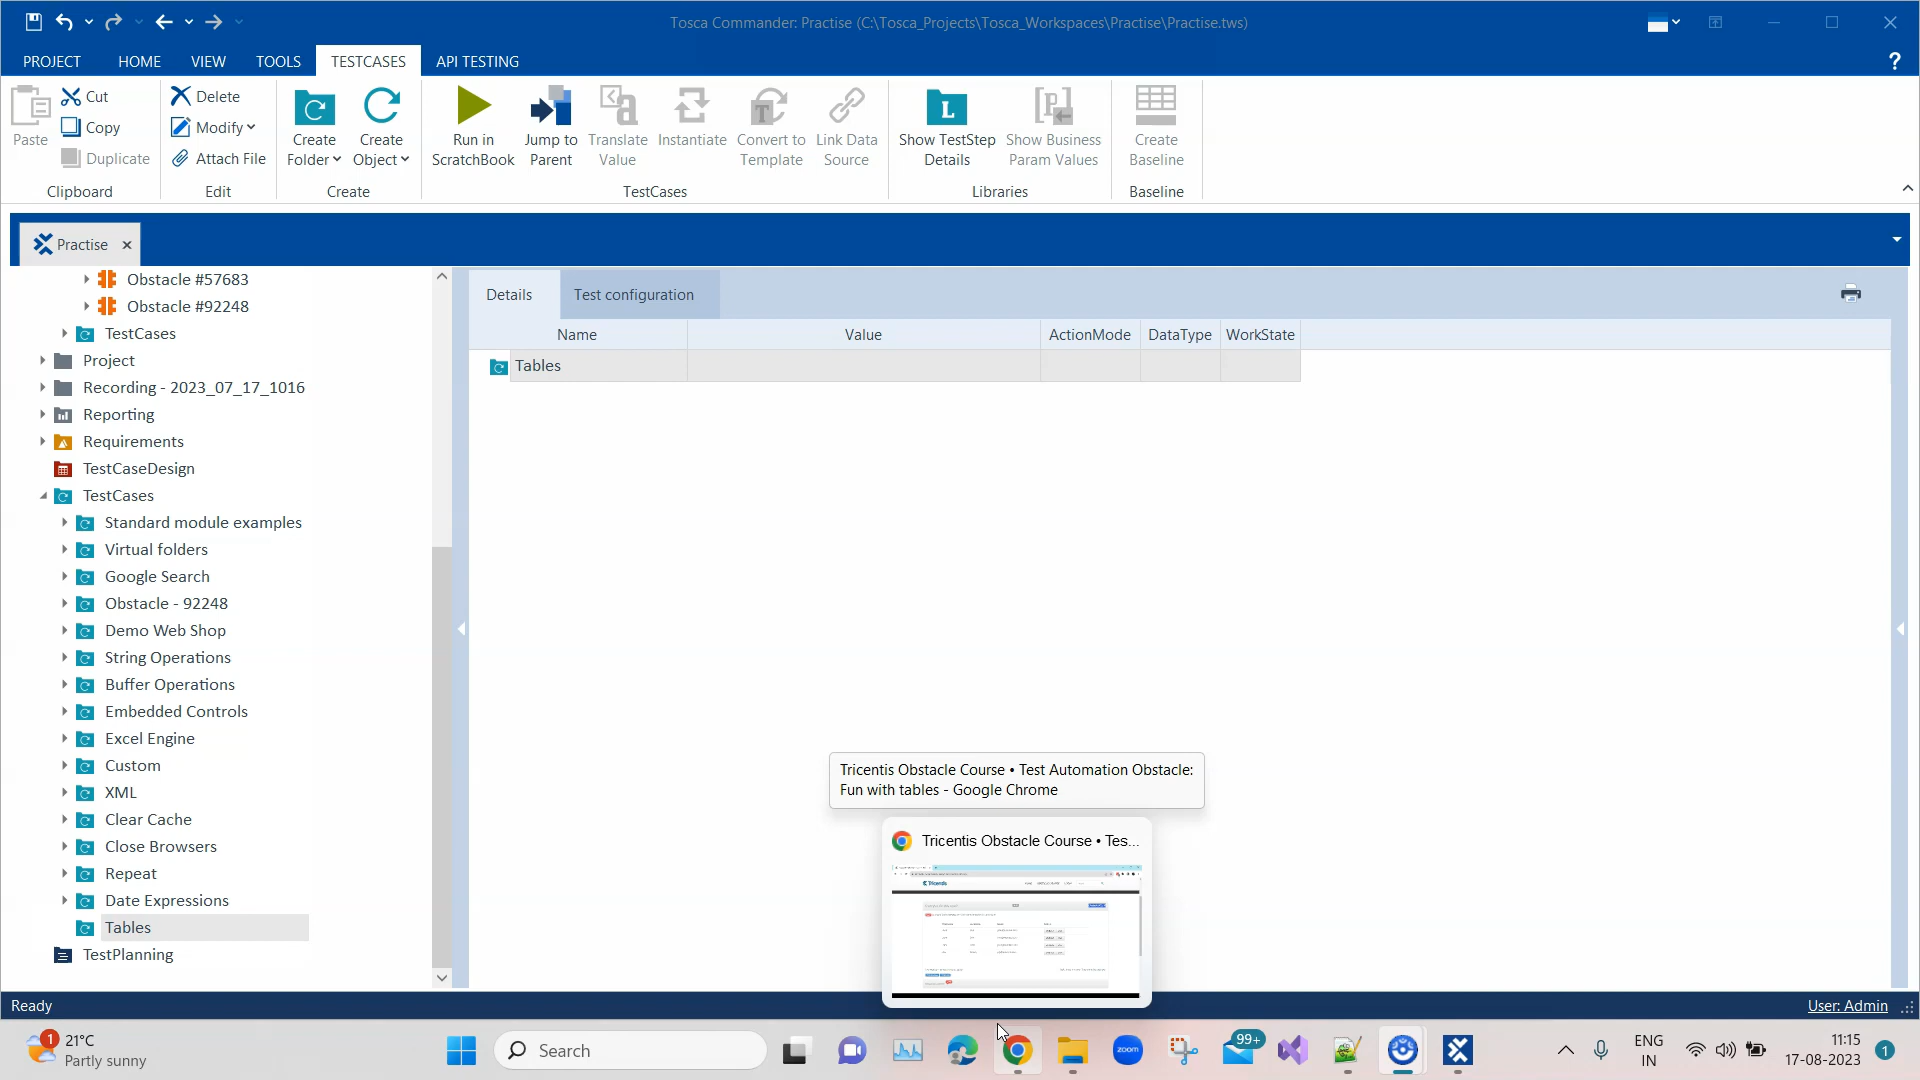 Tosca Commander: Practise (C:\Tosca_Projects\Tosca_Workspaces\Practise\Practise.tws)
PROJECT HOME VIEW TOOLS TESTCASES API TESTING ?
Paste
Cut
Copy
Duplicate
Clipboard
Delete
Modify
Attach File
Edit
Create Folder
Create Object
Create
Run in ScratchBook
Jump to Parent
Translate Value
Instantiate
Convert to Template
Link Data Source
TestCases
Show TestStep Details
Show Business Param Values
Libraries
Create Baseline
Baseline
Practise
Obstacle #57683
Obstacle #92248
TestCases
Project
Recording - 2023_07_17_1016
Reporting
Requirements
TestCaseDesign
TestCases
Standard module examples
Virtual folders
Google Search
Obstacle - 92248
Demo Web Shop
String Operations
Buffer Operations
Embedded Controls
Excel Engine
Custom
XML
Clear Cache
Close Browsers
Repeat
Date Expressions
Tables
TestPlanning
Details Test configuration
Name Value ActionMode DataType WorkState
Tables
Tricentis Obstacle Course • Test Automation Obstacle:
Fun with tables - Google Chrome
Tricentis Obstacle Course • Tes...
Tricentis
Ready
User: Admin
1
21°C
Partly sunny
Search
zoom
99+
ENG
IN
11:15
17-08-2023
1